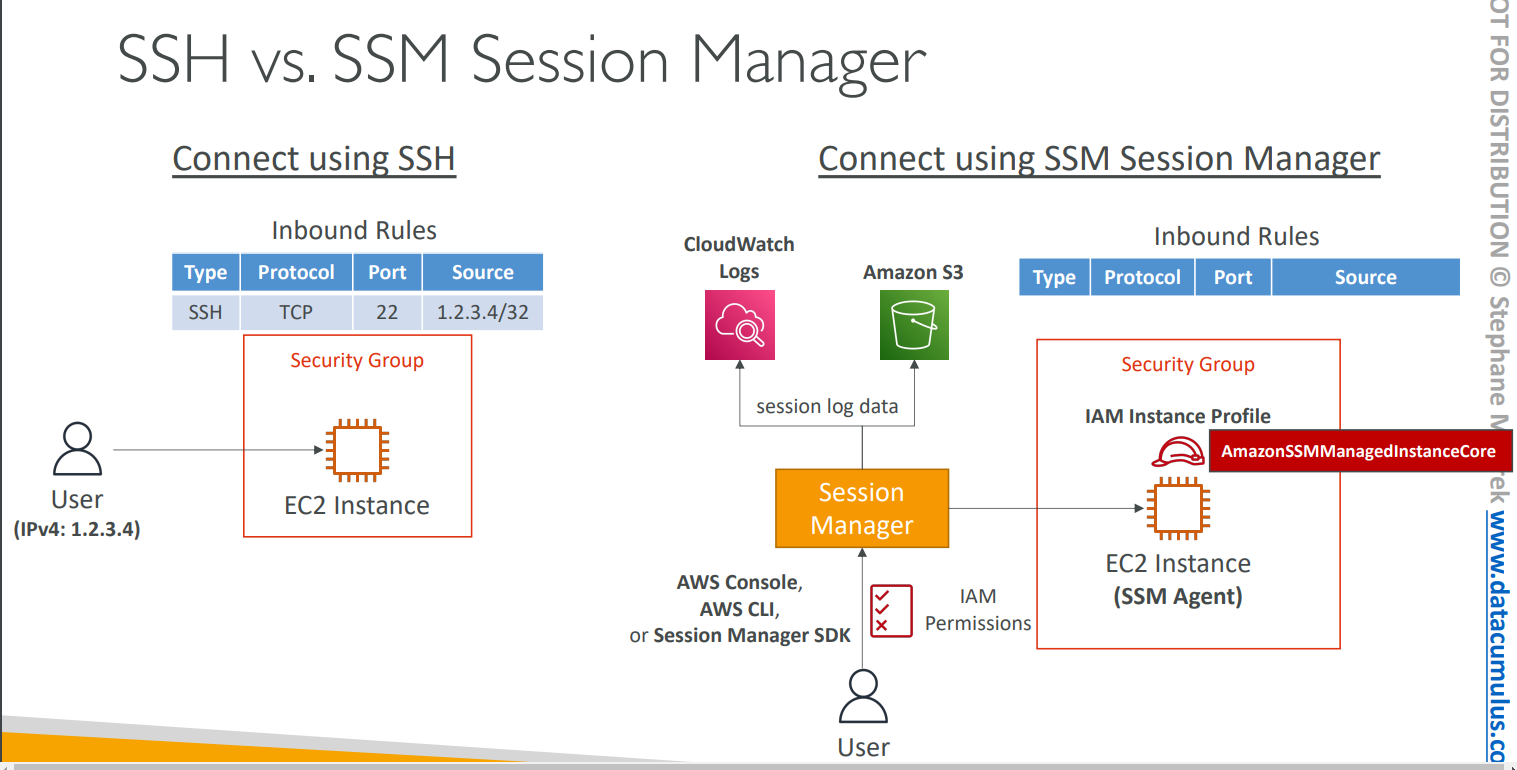 SSH vs. SSM Session Manager
Connect using SSH
Inbound Rules
Type Protocol Port Source
SSH TCP 22 1.2.3.4/32
Security Group
EC2 Instance
User
(IPv4: 1.2.3.4)
Connect using SSM Session Manager
CloudWatch
Logs
Amazon S3
session log data
Session
Manager
AWS Console,
AWS CLI,
or Session Manager SDK
IAM
Permissions
User
Inbound Rules
Type Protocol Port Source
Security Group
IAM Instance Profile
AmazonSSMManagedInstanceCore
EC2 Instance
(SSM Agent)
FOR DISTRIBUTION © Stephane www.datacumulus.co